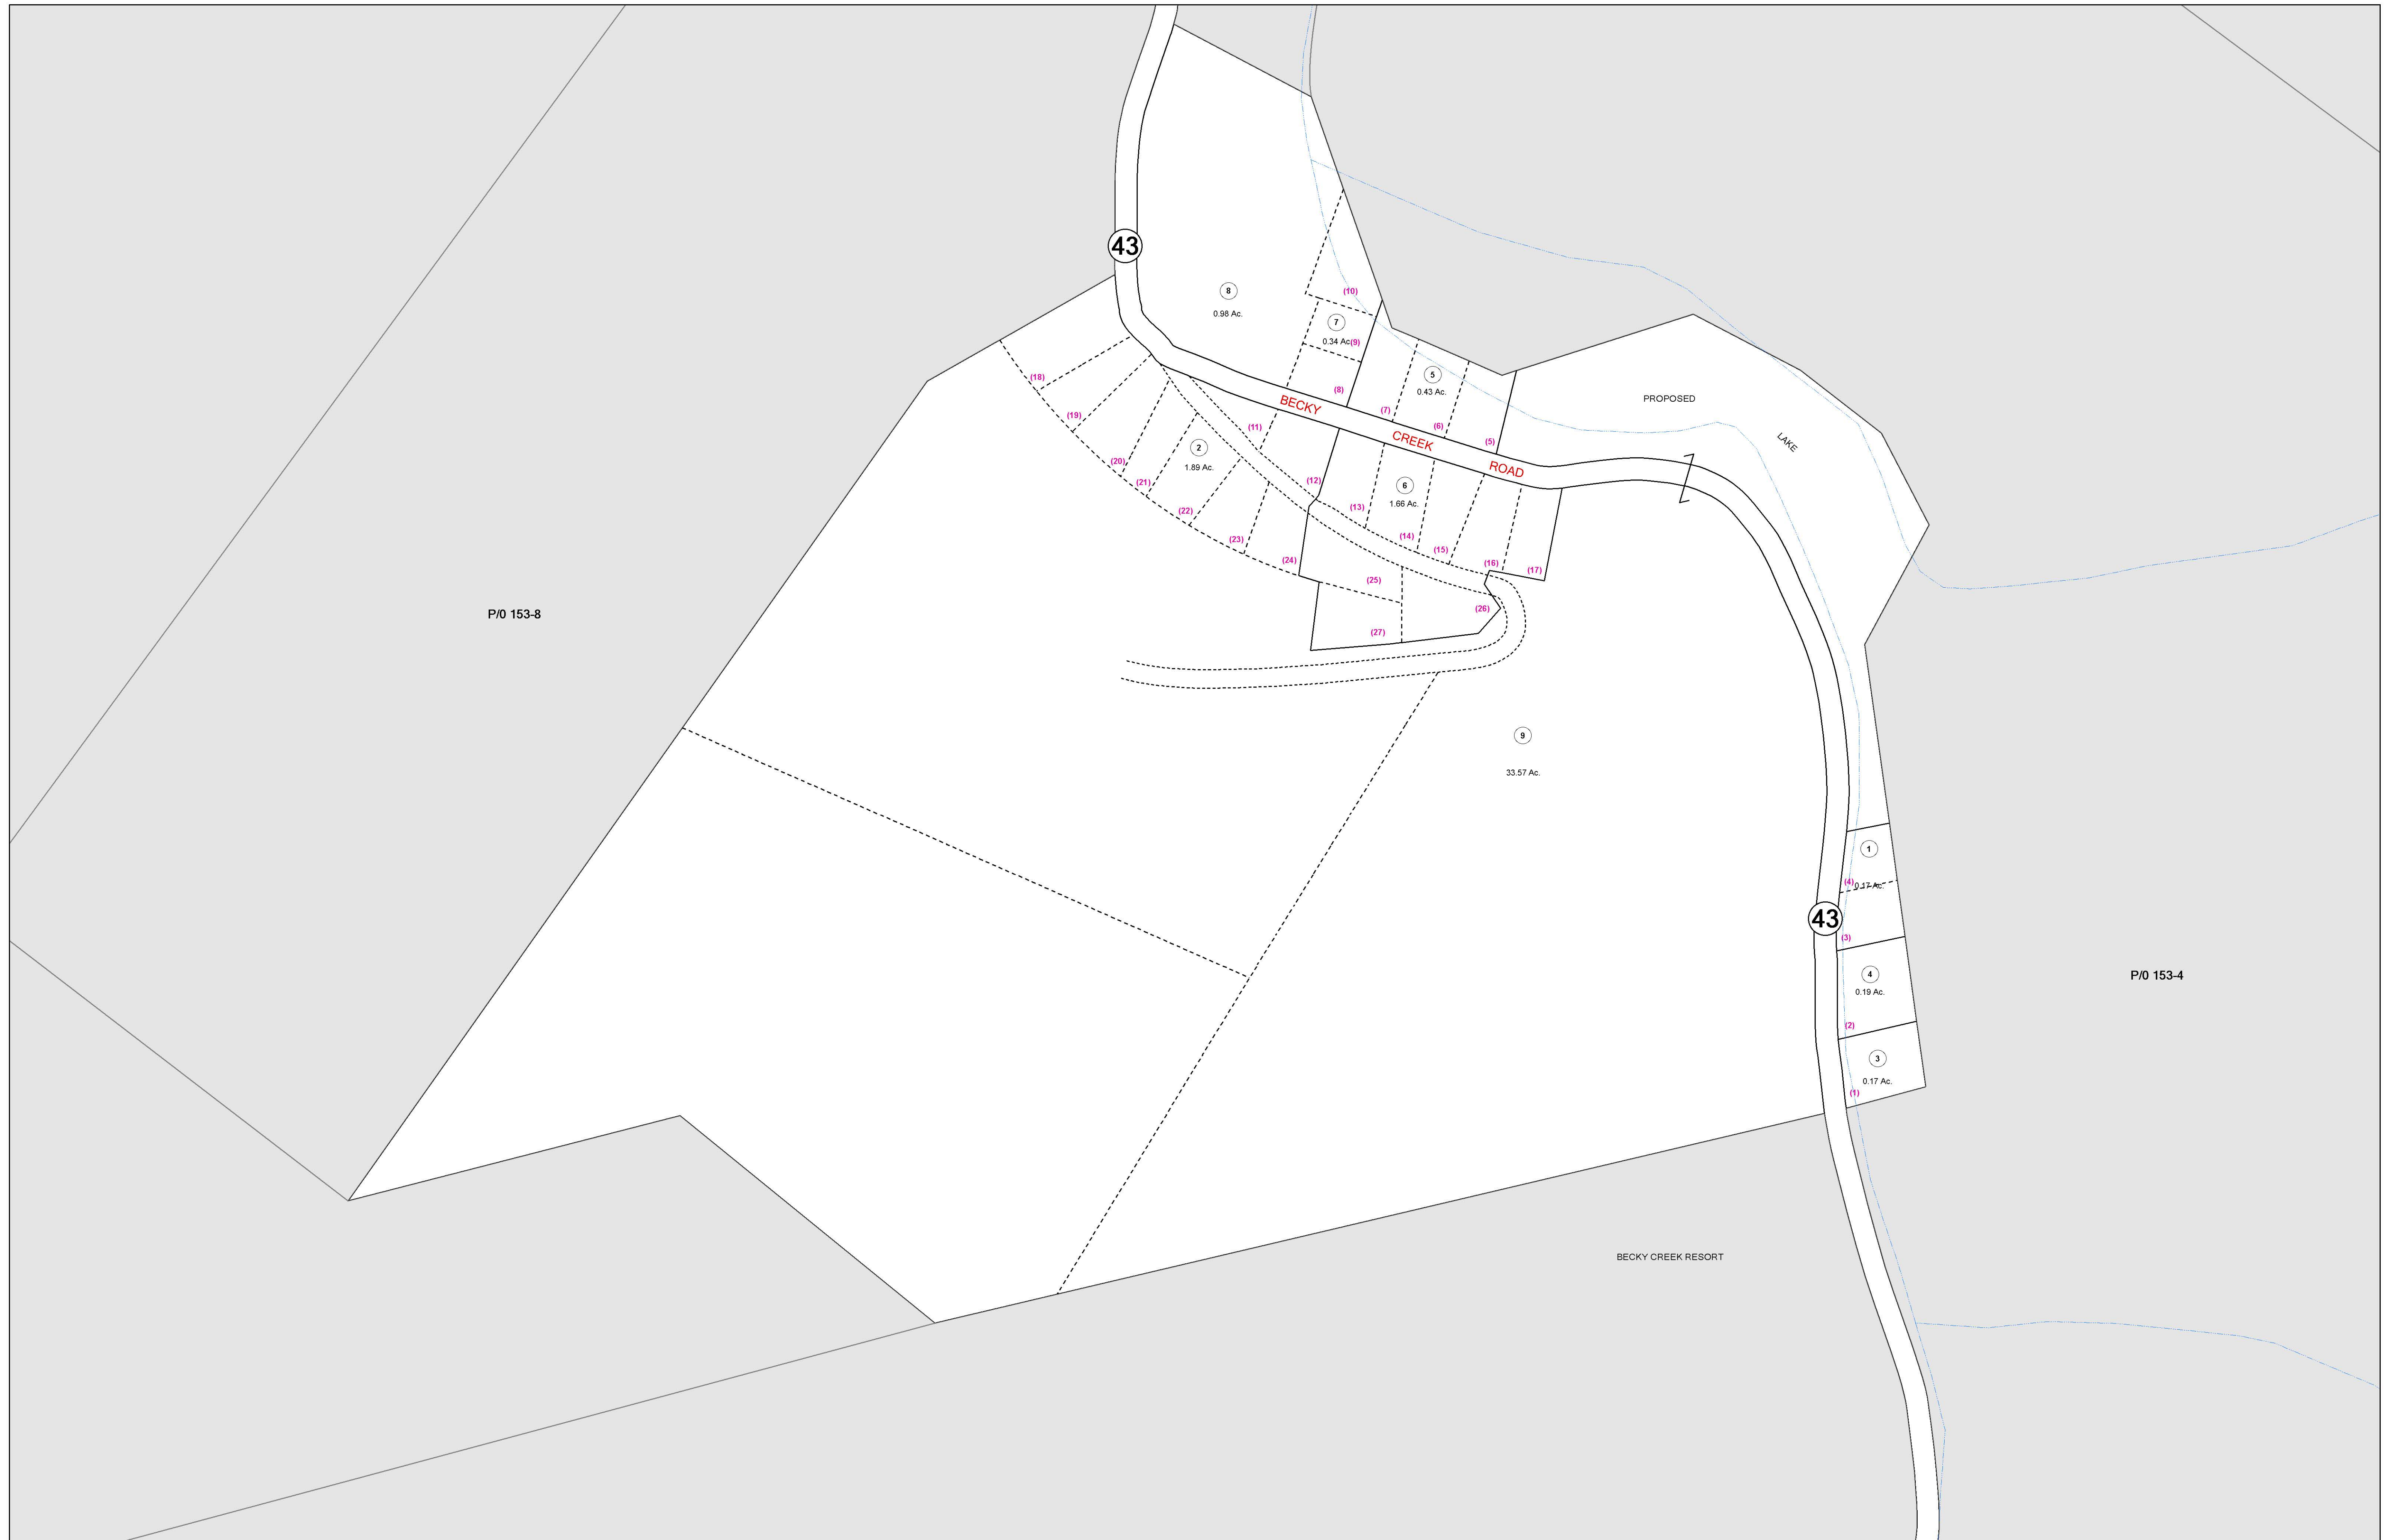 43
8
0.98 Ac.
(10)
7
0.34 Ac.
(9)
(8)
5
0.43 Ac.
(7)
(6)
(5)
PROPOSED
LAKE
BECKY
CREEK
ROAD
(18)
(19)
(20)
(21)
(22)
(23)
(24)
2
1.89 Ac.
(11)
(12)
(13)
6
1.66 Ac.
(14)
(15)
(16)
(17)
(25)
(26)
(27)
P/0 153-8
9
33.57 Ac.
1
(4)
0.17 Ac.
43
(3)
4
0.19 Ac.
(2)
3
0.17 Ac.
(1)
P/0 153-4
BECKY CREEK RESORT